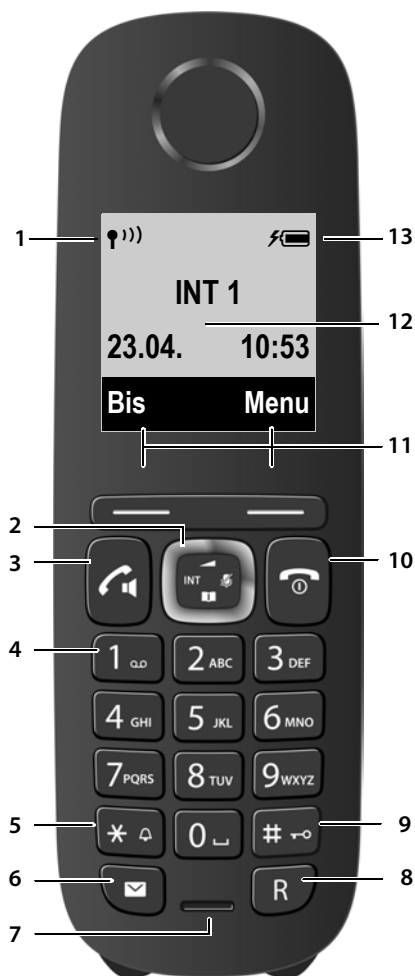 1
13
INT 1
12
23.04. 10:53
Bis Menu
11
2
3
INT
10
4
1 2 ABC 3 DEF
4 GHI 5 JKL 6 MNO
7 PQRS 8 TUV 9 WXYZ
5
* 0 #
9
6
R
8
7